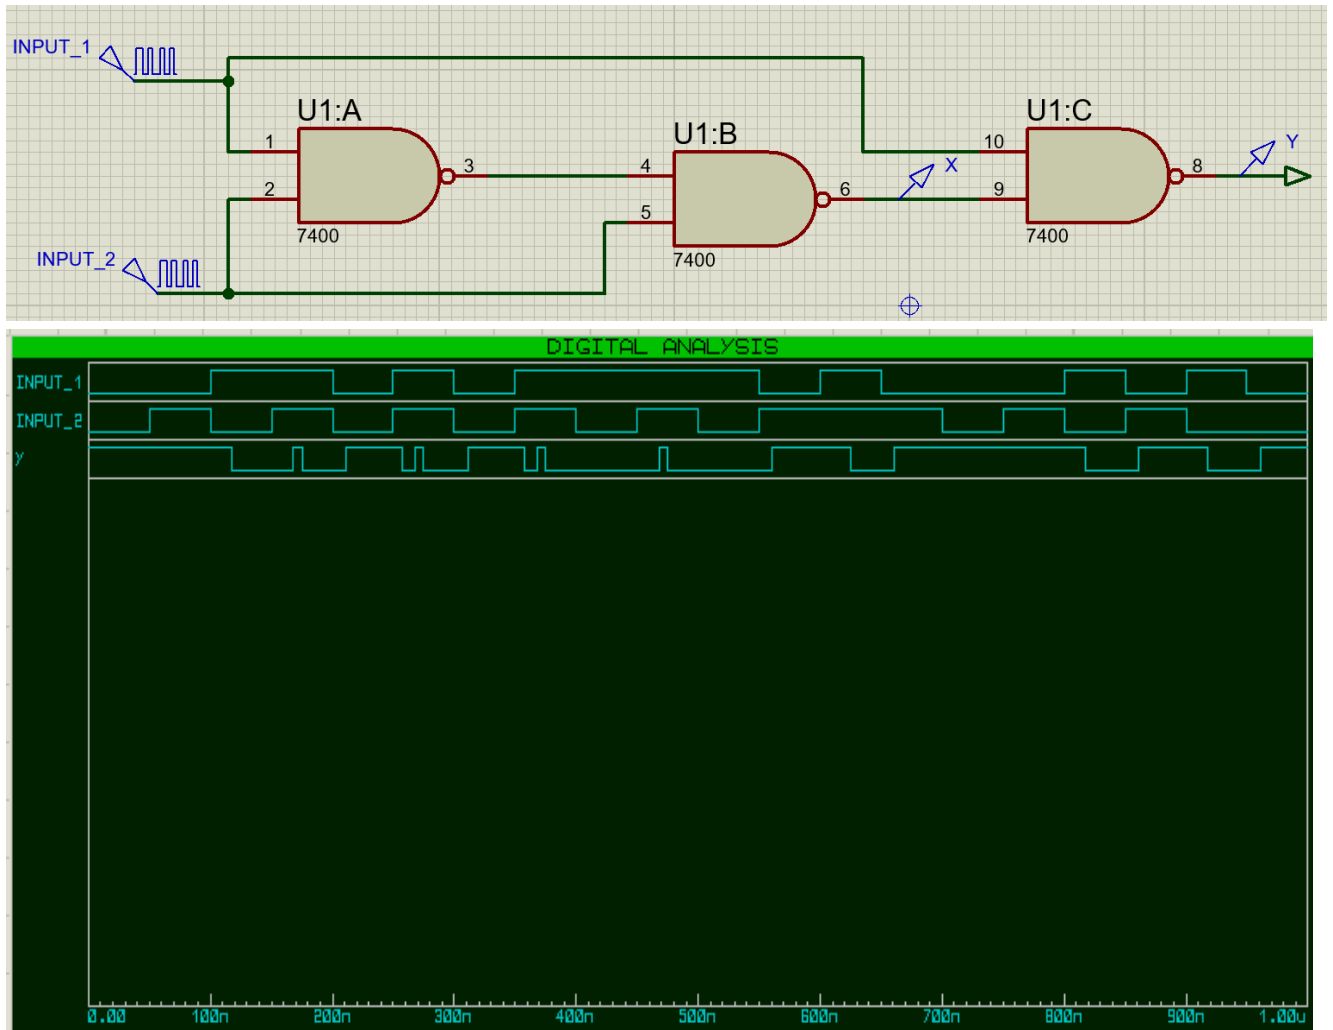 INPUT_1
U1:A
U1:B
U1:C
1
2
3
4
5
6
10
9
8
X
Y
7400
7400
7400
INPUT_2
DIGITAL ANALYSIS
INPUT_1
INPUT_2
y
0.00 100n 200n 300n 400n 500n 600n 700n 800n 900n 1.00u